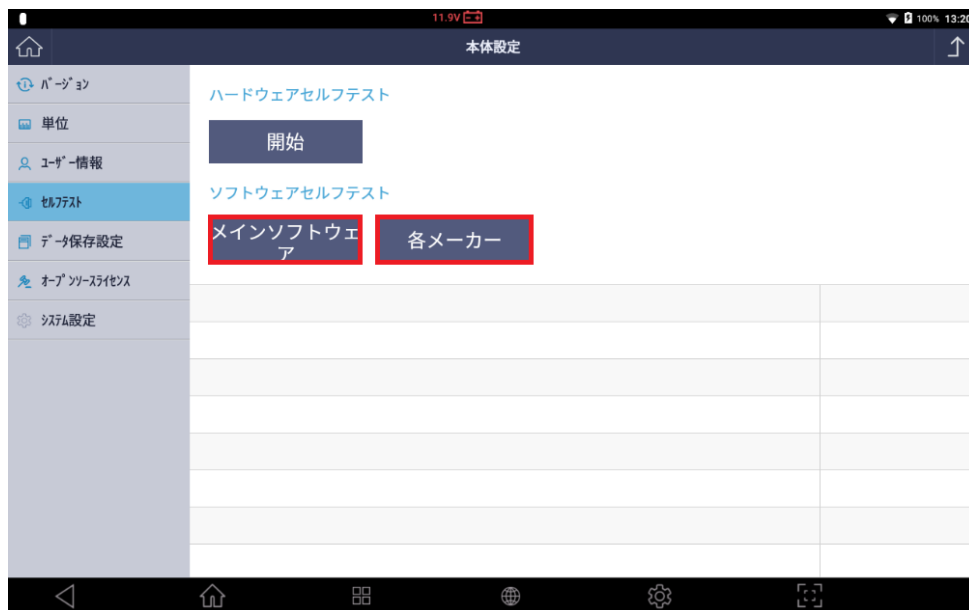 11.9V
100% 13:20
本体設定
ﾊﾞｰｼﾞｮﾝ
単位
ﾕｰｻﾞｰ情報
ｾﾙﾌﾃｽﾄ
ﾃﾞｰﾀ保存設定
ｵｰﾌﾟﾝｿｰｽﾗｲｾﾝｽ
ｼｽﾃﾑ設定
ハードウェアセルフテスト
開始
ソフトウェアセルフテスト
メインソフトウェ
ア
各メーカー